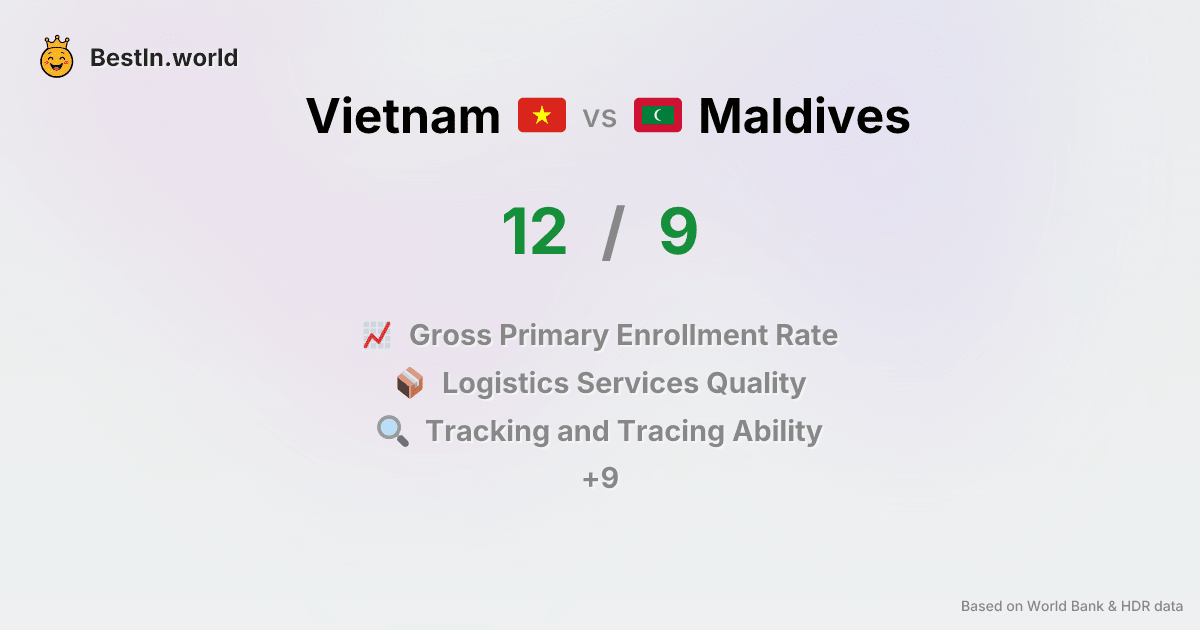 BestIn.world
Vietnam vs Maldives
12 / 9
Gross Primary Enrollment Rate
Logistics Services Quality
Tracking and Tracing Ability
+9
Based on World Bank & HDR data